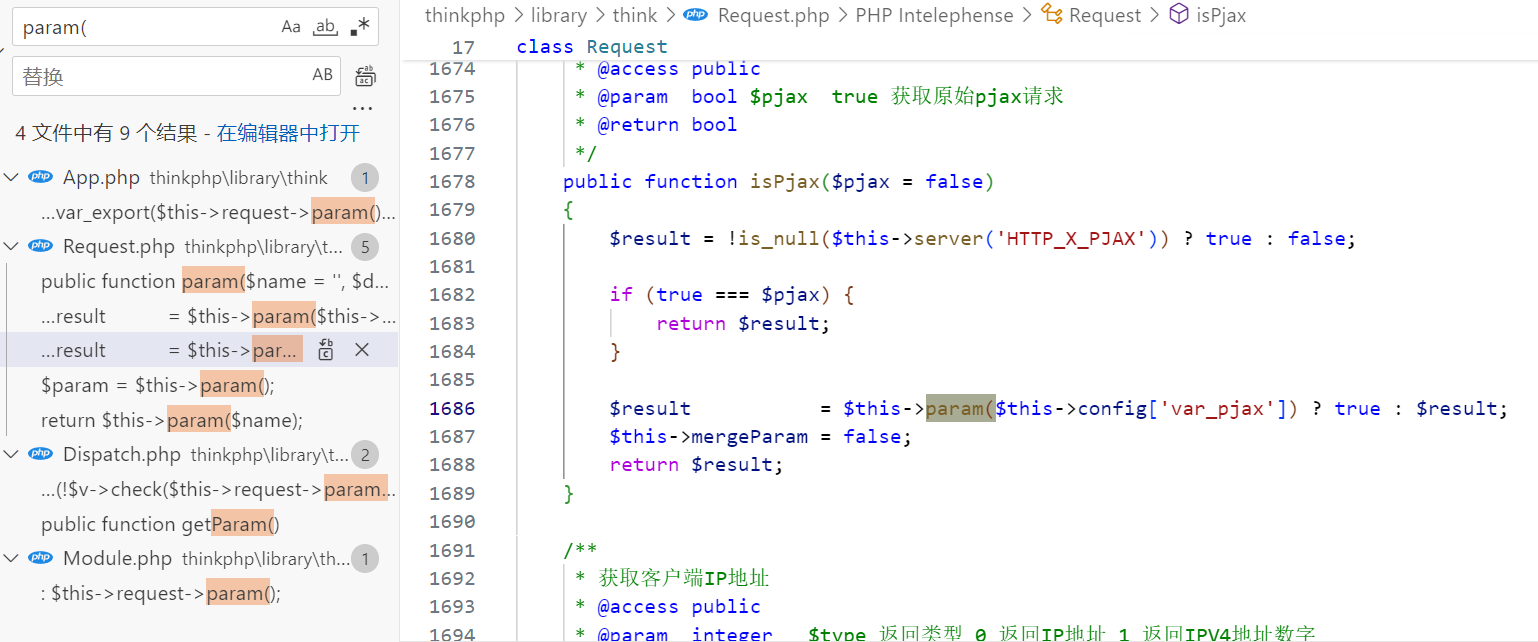 param(
Aa
ab
.*
替换
AB
...
4 文件中有 9 个结果 - 在编辑器中打开
php App.php thinkphp\library\think 1
...var_export($this->request->param()...
php Request.php thinkphp\library\t... 5
public function param($name = '', $d...
...result = $this->param($this->...
...result = $this->par...
$param = $this->param();
return $this->param($name);
php Dispatch.php thinkphp\library\t... 2
...(!$v->check($this->request->param...
public function getParam()
php Module.php thinkphp\library\th... 1
: $this->request->param();
thinkphp > library > think > php Request.php > PHP Intelephense > Request > isPjax
17 class Request
1674 * @access public
1675 * @param  bool $pjax  true 获取原始pjax请求
1676 * @return bool
1677 */
1678 public function isPjax($pjax = false)
1679 {
1680 $result = !is_null($this->server('HTTP_X_PJAX')) ? true : false;
1681
1682 if (true === $pjax) {
1683 return $result;
1684 }
1685
1686 $result           = $this->param($this->config['var_pjax']) ? true : $result;
1687 $this->mergeParam = false;
1688 return $result;
1689 }
1690
1691 /**
1692 * 获取客户端IP地址
1693 * @access public
1694 * @param  integer   $type 返回类型 0 返回IP地址 1 返回IPV4地址数字